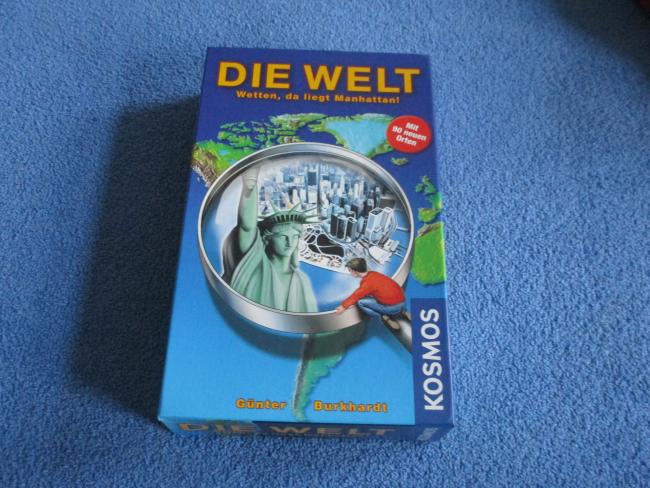 DIE WELT
Wetten, da liegt Manhattan!
Mit
90 neuen
Orten
Günter Burkhardt
KOSMOS
DIE WELT